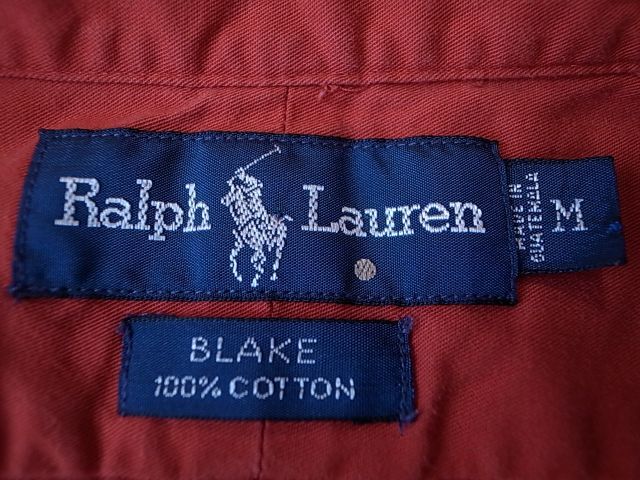 Ralph Lauren
MADE IN
GUATEMALA
M
BLAKE
100% COTTON